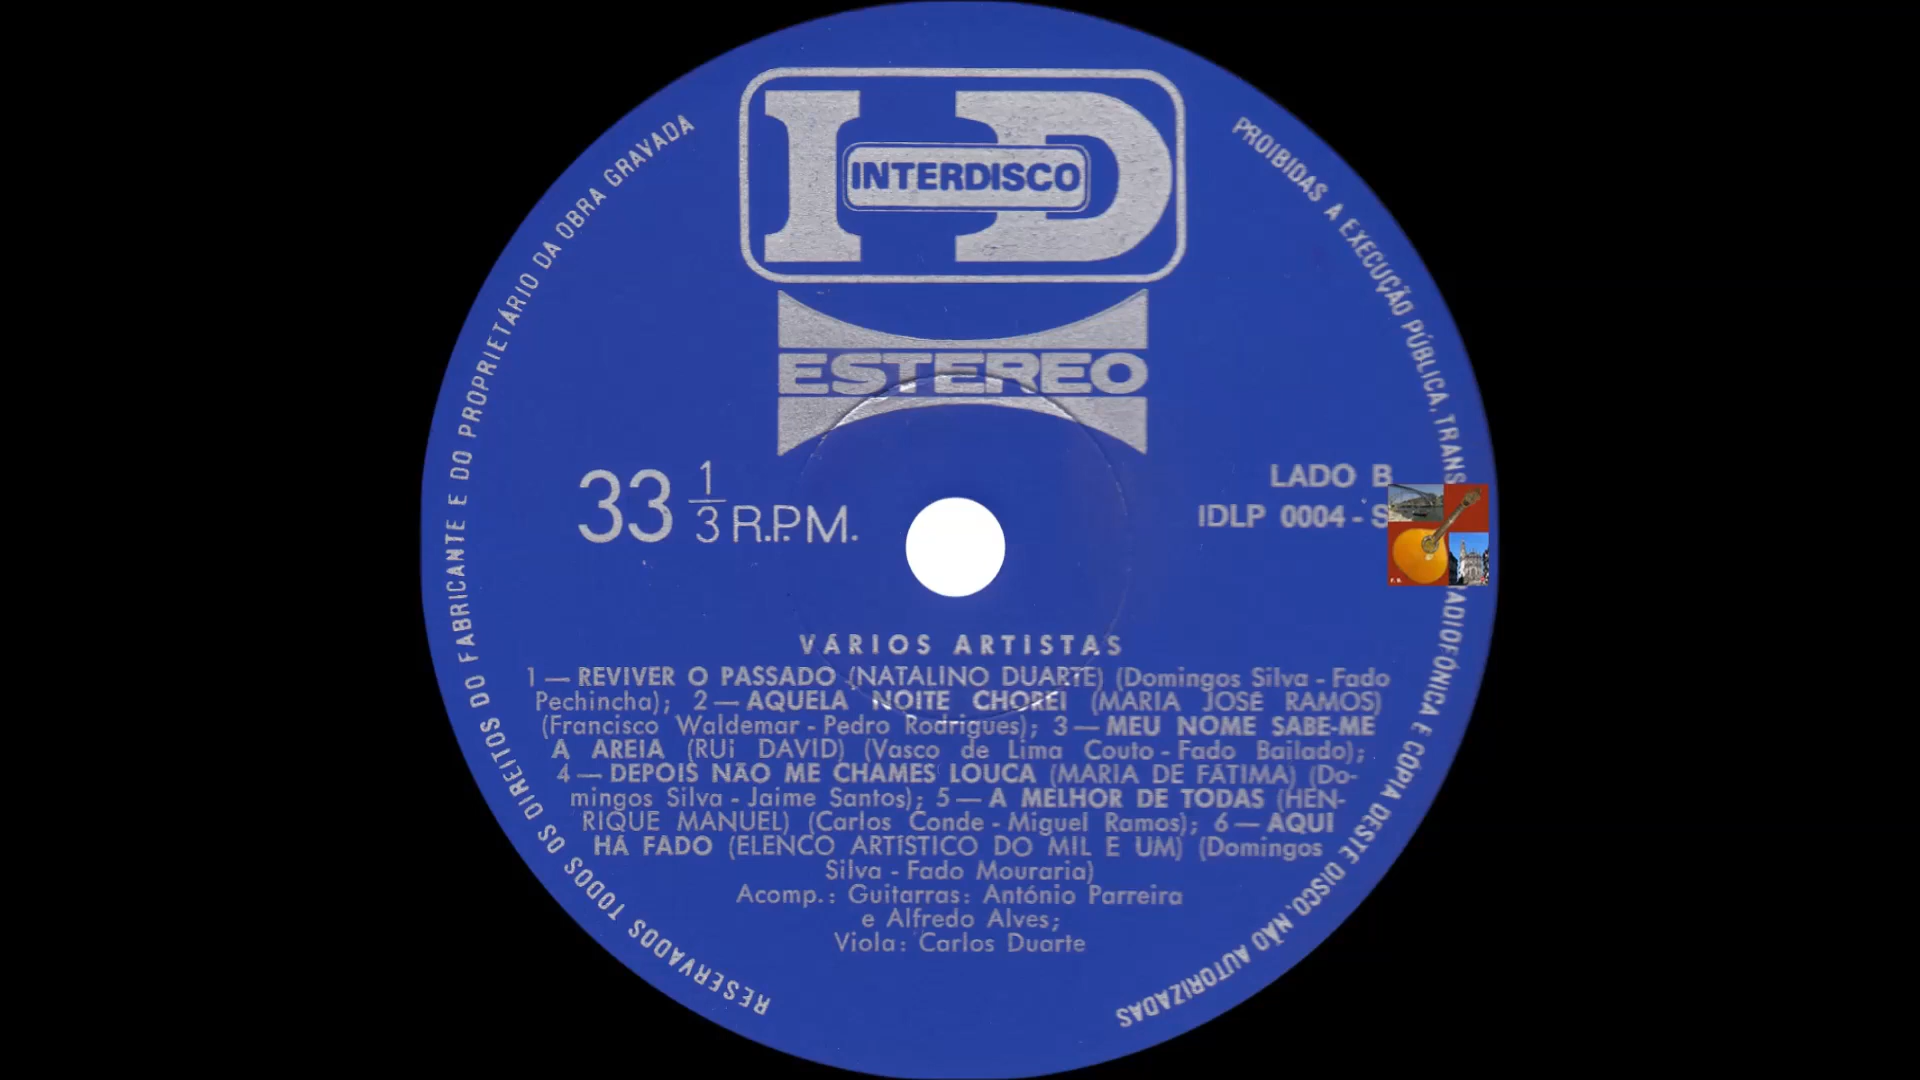 INTERDISCO
ESTEREO
33 1/3 R.P.M.
LADO B
IDLP 0004 - S
VÁRIOS ARTISTAS
1 — REVIVER O PASSADO (NATALINO DUARTE) (Domingos Silva - Fado
Pechincha); 2 — AQUELA NOITE CHOREI (MARIA JOSÉ RAMOS)
(Francisco Waldemar - Pedro Rodrigues); 3 — MEU NOME SABE-ME
A AREIA (RUI DAVID) (Vasco de Lima Couto - Fado Bailado);
4 — DEPOIS NÃO ME CHAMES LOUCA (MARIA DE FÁTIMA) (Do-
mingos Silva - Jaime Santos); 5 — A MELHOR DE TODAS (HEN-
RIQUE MANUEL) (Carlos Conde - Miguel Ramos); 6 — AQUI
HÁ FADO (ELENCO ARTÍSTICO DO MIL E UM) (Domingos
Silva - Fado Mouraria)
Acomp.: Guitarras: António Parreira
e Alfredo Alves;
Viola: Carlos Duarte
RESERVADOS TODOS OS DIREITOS DO FABRICANTE E DO PROPRIETÁRIO DA OBRA GRAVADA
PROIBIDAS A EXECUÇÃO PÚBLICA, TRANS ADIOFÓNICA E CÓPIA DESTE DISCO, NÃO AUTORIZADAS